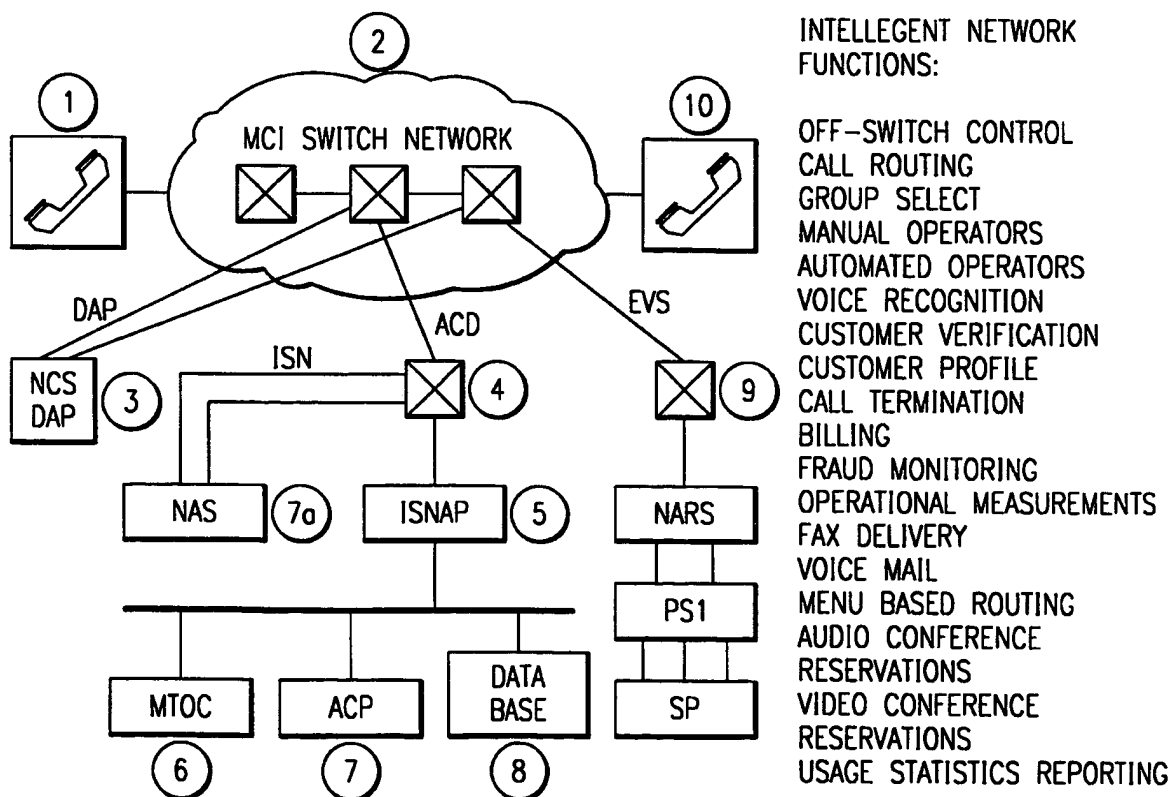 INTELLEGENT NETWORK
FUNCTIONS:
2
1
10
MCI SWITCH NETWORK
OFF-SWITCH CONTROL
CALL ROUTING
GROUP SELECT
MANUAL OPERATORS
AUTOMATED OPERATORS
VOICE RECOGNITION
CUSTOMER VERIFICATION
CUSTOMER PROFILE
CALL TERMINATION
BILLING
FRAUD MONITORING
OPERATIONAL MEASUREMENTS
FAX DELIVERY
VOICE MAIL
MENU BASED ROUTING
AUDIO CONFERENCE
RESERVATIONS
VIDEO CONFERENCE
RESERVATIONS
USAGE STATISTICS REPORTING
DAP
ACD
EVS
ISN
NCS
DAP
3
4
9
NAS
7a
ISNAP
5
NARS
PS1
SP
MTOC
ACP
DATA
BASE
6
7
8